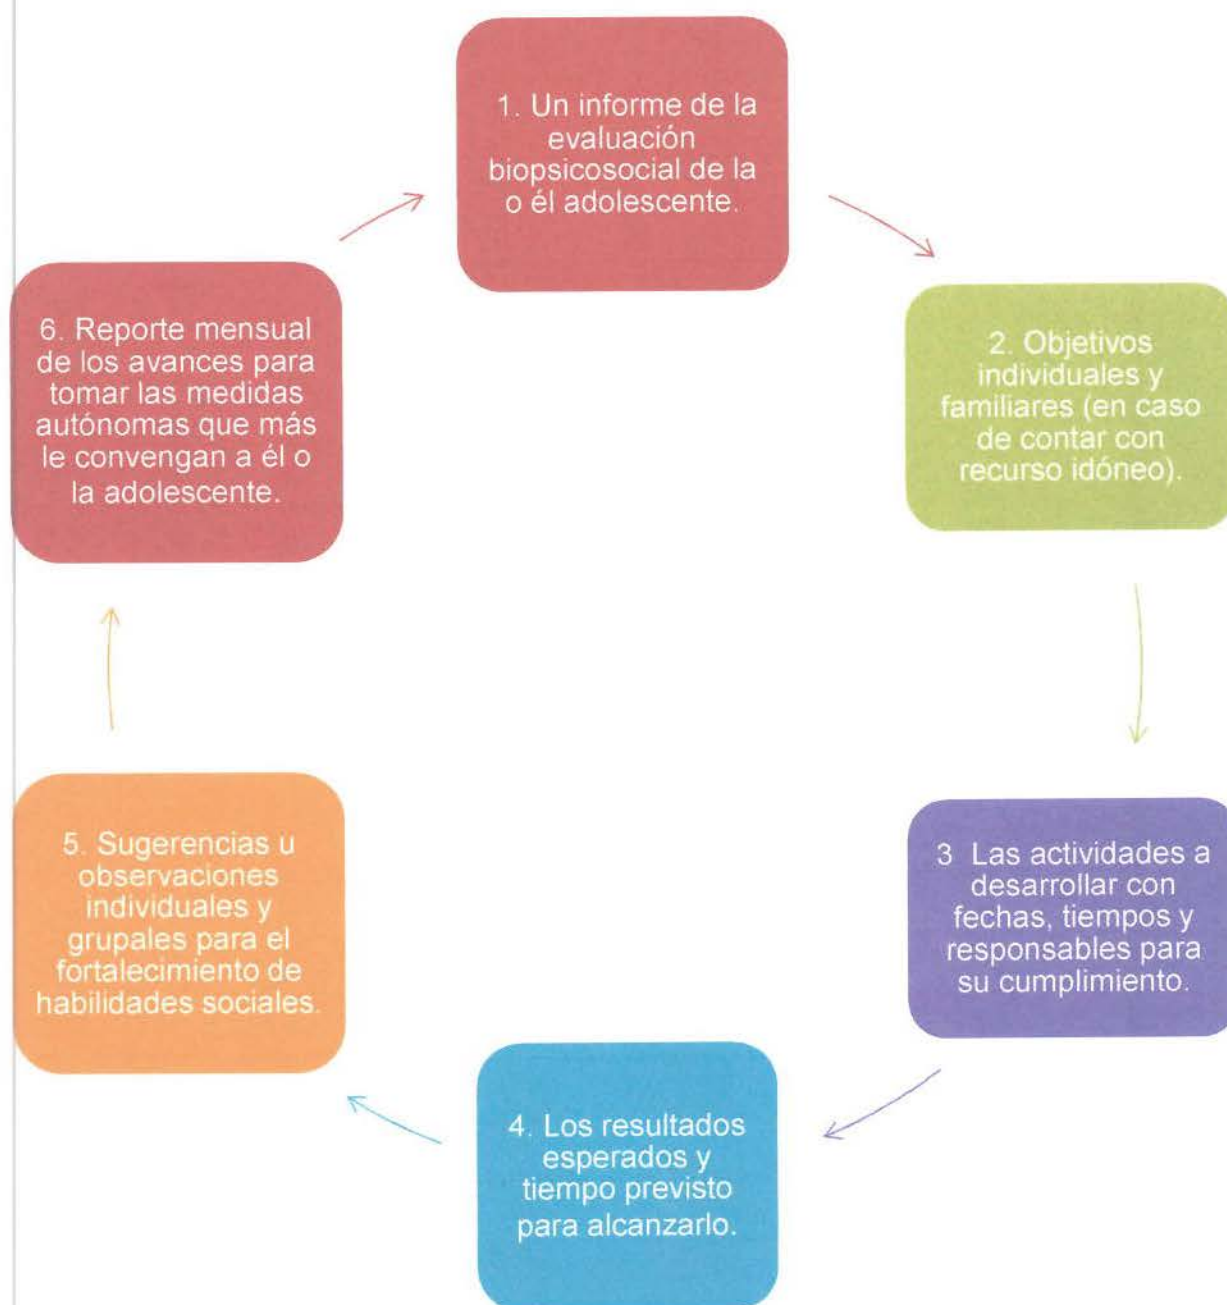 1. Un informe de la
evaluación
biopsicosocial de la
o él adolescente.
2. Objetivos
individuales y
familiares (en caso
de contar con
recurso idóneo).
3 Las actividades a
desarrollar con
fechas, tiempos y
responsables para
su cumplimiento.
4. Los resultados
esperados y
tiempo previsto
para alcanzarlo.
5. Sugerencias u
observaciones
individuales y
grupales para el
fortalecimiento de
habilidades sociales.
6. Reporte mensual
de los avances para
tomar las medidas
autónomas que más
le convengan a él o
la adolescente.